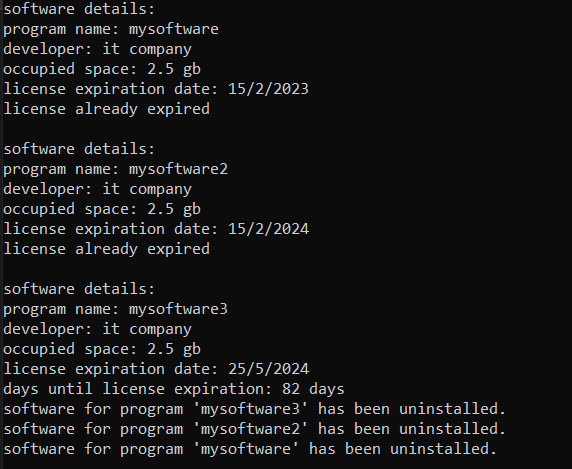 software details:
program name: mysoftware
developer: it company
occupied space: 2.5 gb
license expiration date: 15/2/2023
license already expired
software details:
program name: mysoftware2
developer: it company
occupied space: 2.5 gb
license expiration date: 15/2/2024
license already expired
software details:
program name: mysoftware3
developer: it company
occupied space: 2.5 gb
license expiration date: 25/5/2024
days until license expiration: 82 days
software for program 'mysoftware3' has been uninstalled.
software for program 'mysoftware2' has been uninstalled.
software for program 'mysoftware' has been uninstalled.